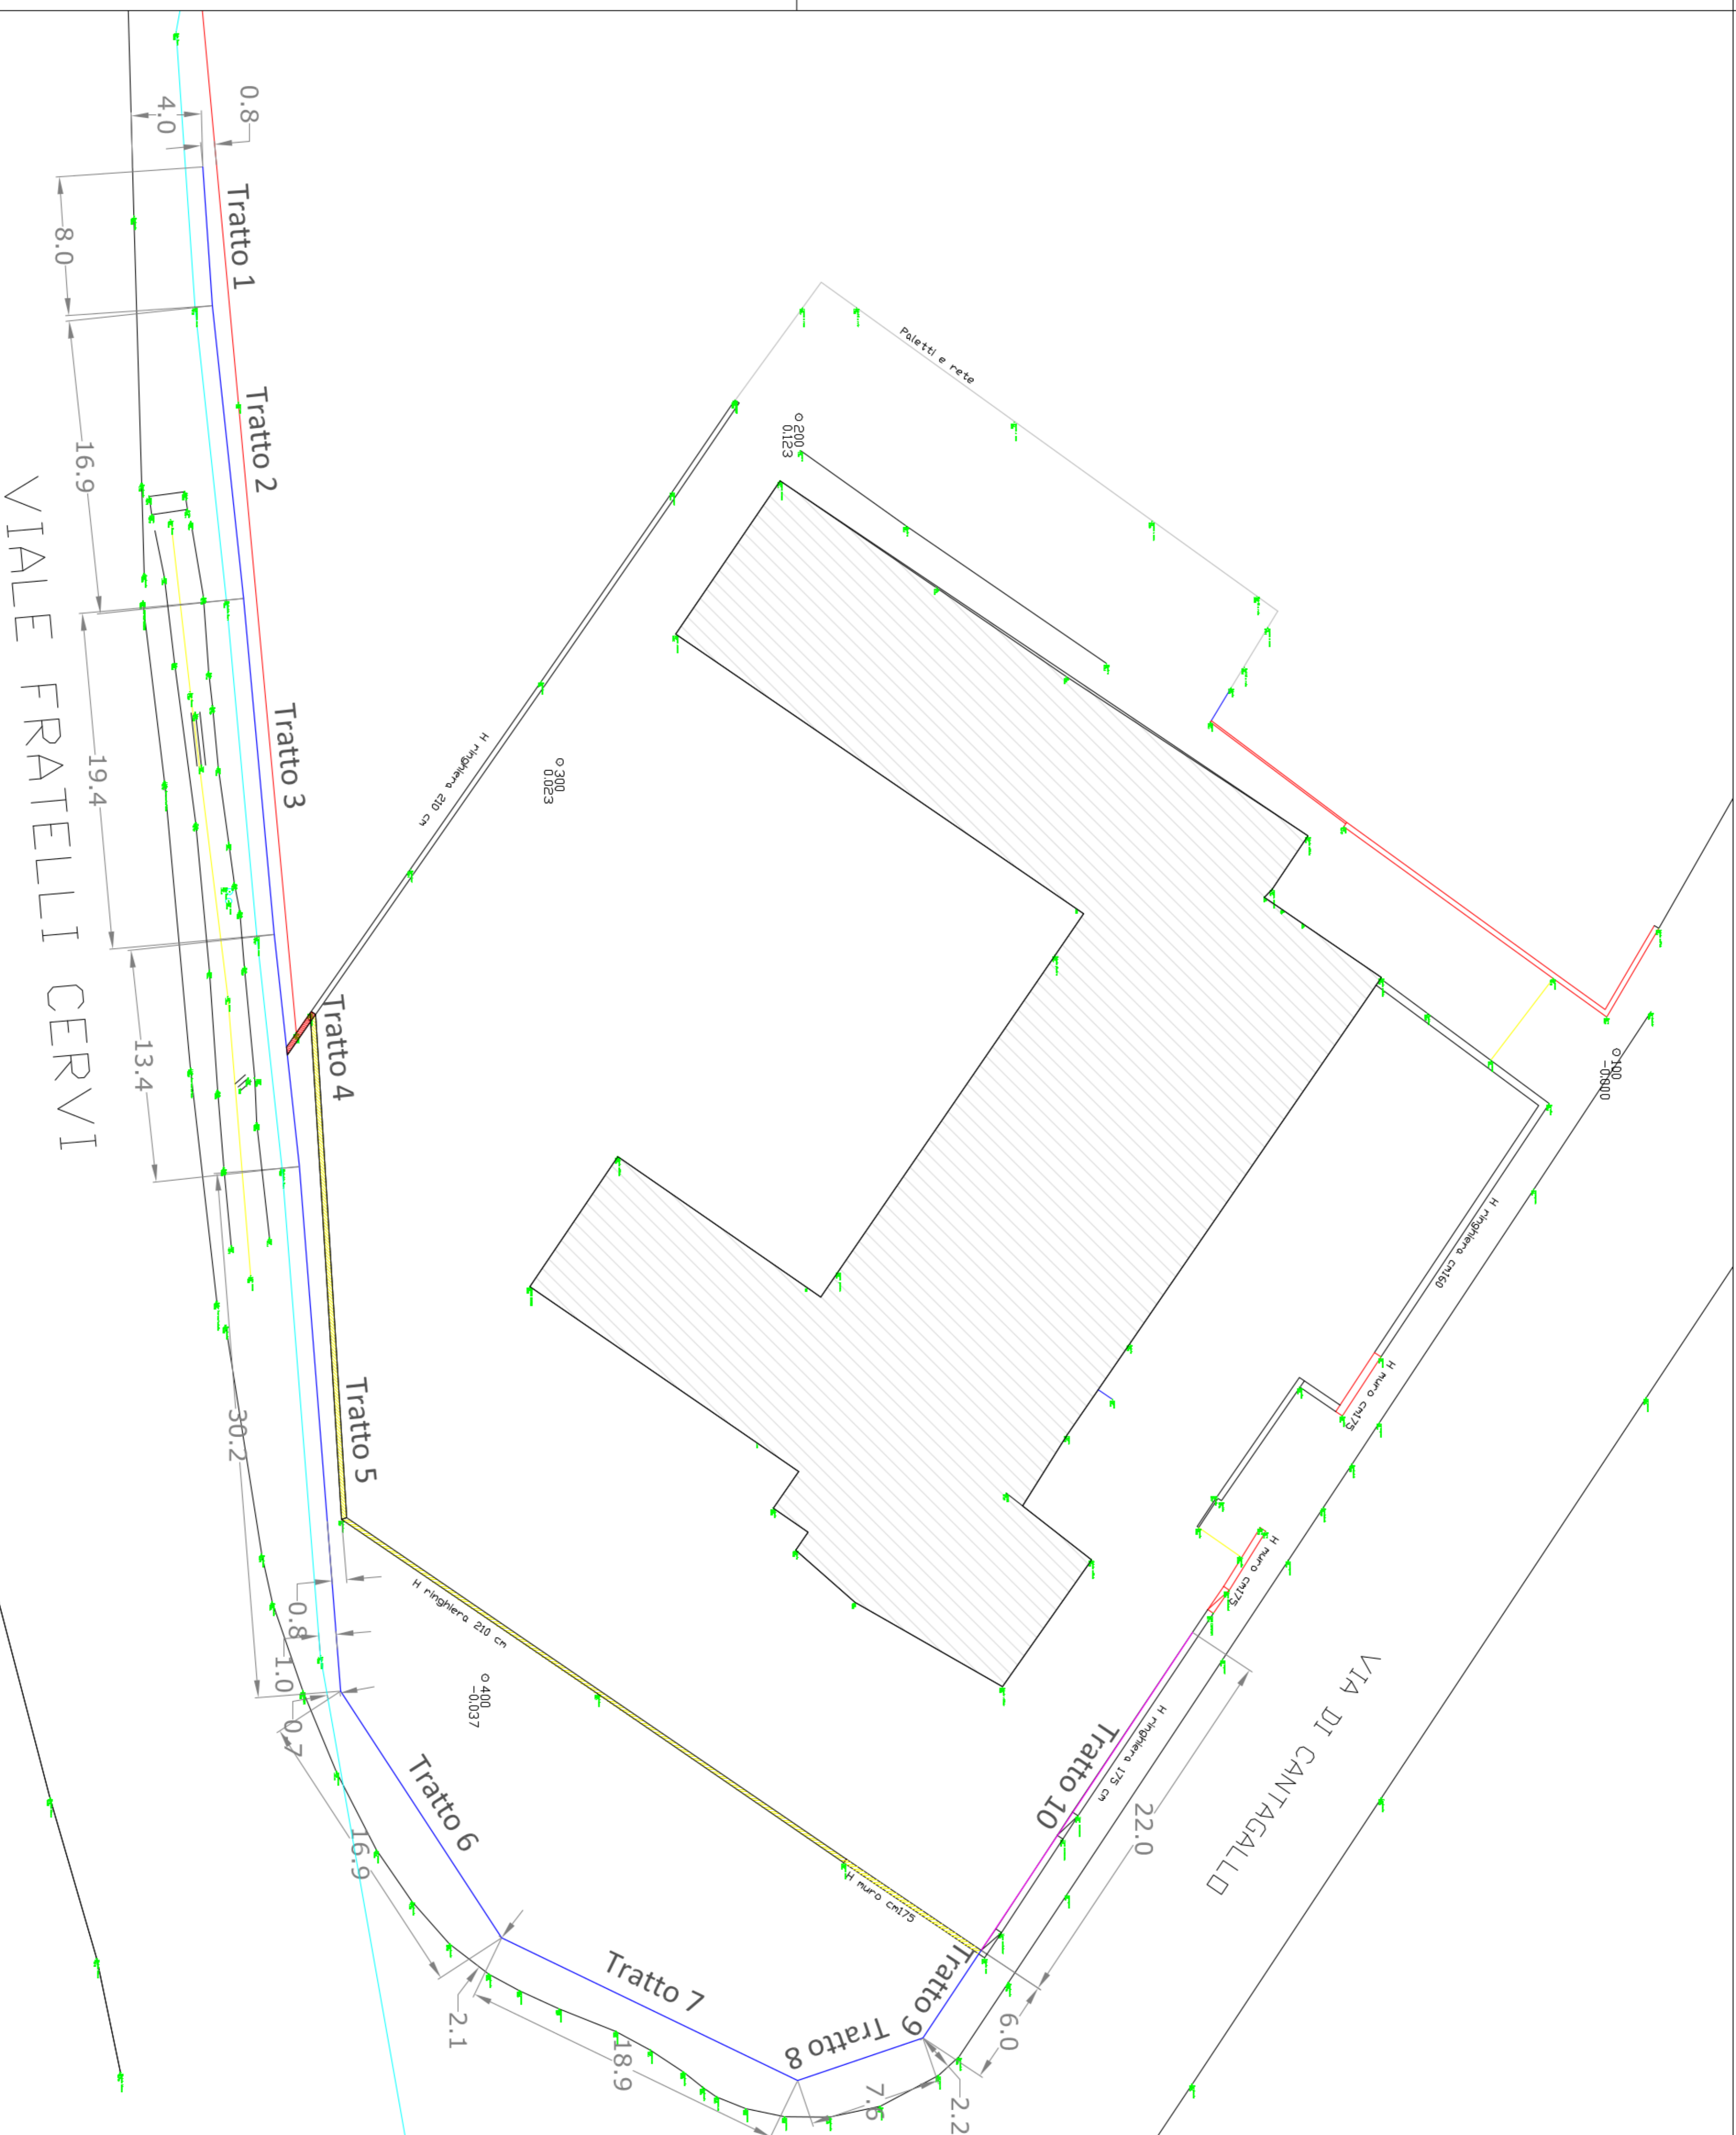 0.8
4.0
Tratto 1
8.0
Tratto 2
16.9
Tratto 3
19.4
Tratto 4
13.4
VIALE FRATELLI CERVI
Tratto 5
30.2
0.8
1.0
0.7
Tratto 6
16.9
2.1
Tratto 7
18.9
Tratto 8
7.6
2.2
Tratto 9
6.0
Tratto 10
22.0
VIA DI CANTAGALLO
Paletti e rete
200
0.123
H ringhiera 210 cm
300
0.023
100
-0.000
H ringhiera cm160
H muro cm175
H muro cm175
H ringhiera 175 cm
H ringhiera 210 cm
400
-0.037
H muro cm175